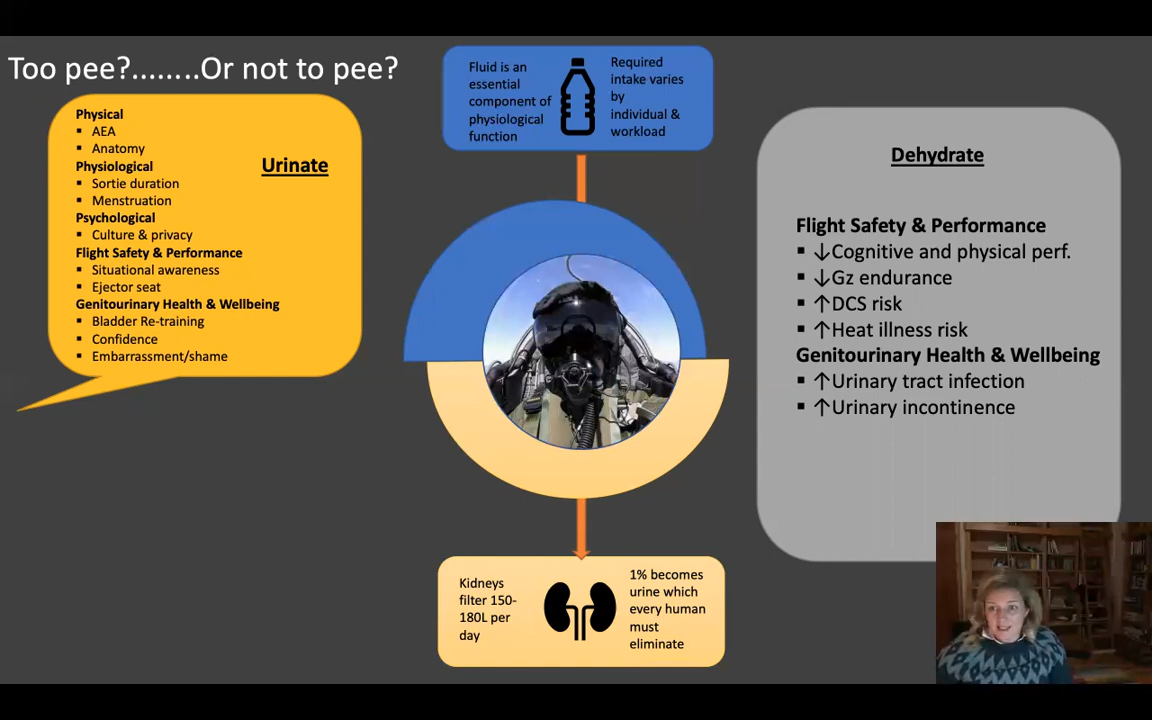 Too pee?........Or not to pee?
Physical
▪ AEA
▪ Anatomy
Physiological
▪ Sortie duration
▪ Menstruation
Psychological
▪ Culture & privacy
Flight Safety & Performance
▪ Situational awareness
▪ Ejector seat
Genitourinary Health & Wellbeing
▪ Bladder Re-training
▪ Confidence
▪ Embarrassment/shame
Urinate
Fluid is an
essential
component of
physiological
function
Required
intake varies
by
individual &
workload
Kidneys
filter 150-
180L per
day
1% becomes
urine which
every human
must
eliminate
Dehydrate
Flight Safety & Performance
▪ ↓Cognitive and physical perf.
▪ ↓Gz endurance
▪ ↑DCS risk
▪ ↑Heat illness risk
Genitourinary Health & Wellbeing
▪ ↑Urinary tract infection
▪ ↑Urinary incontinence